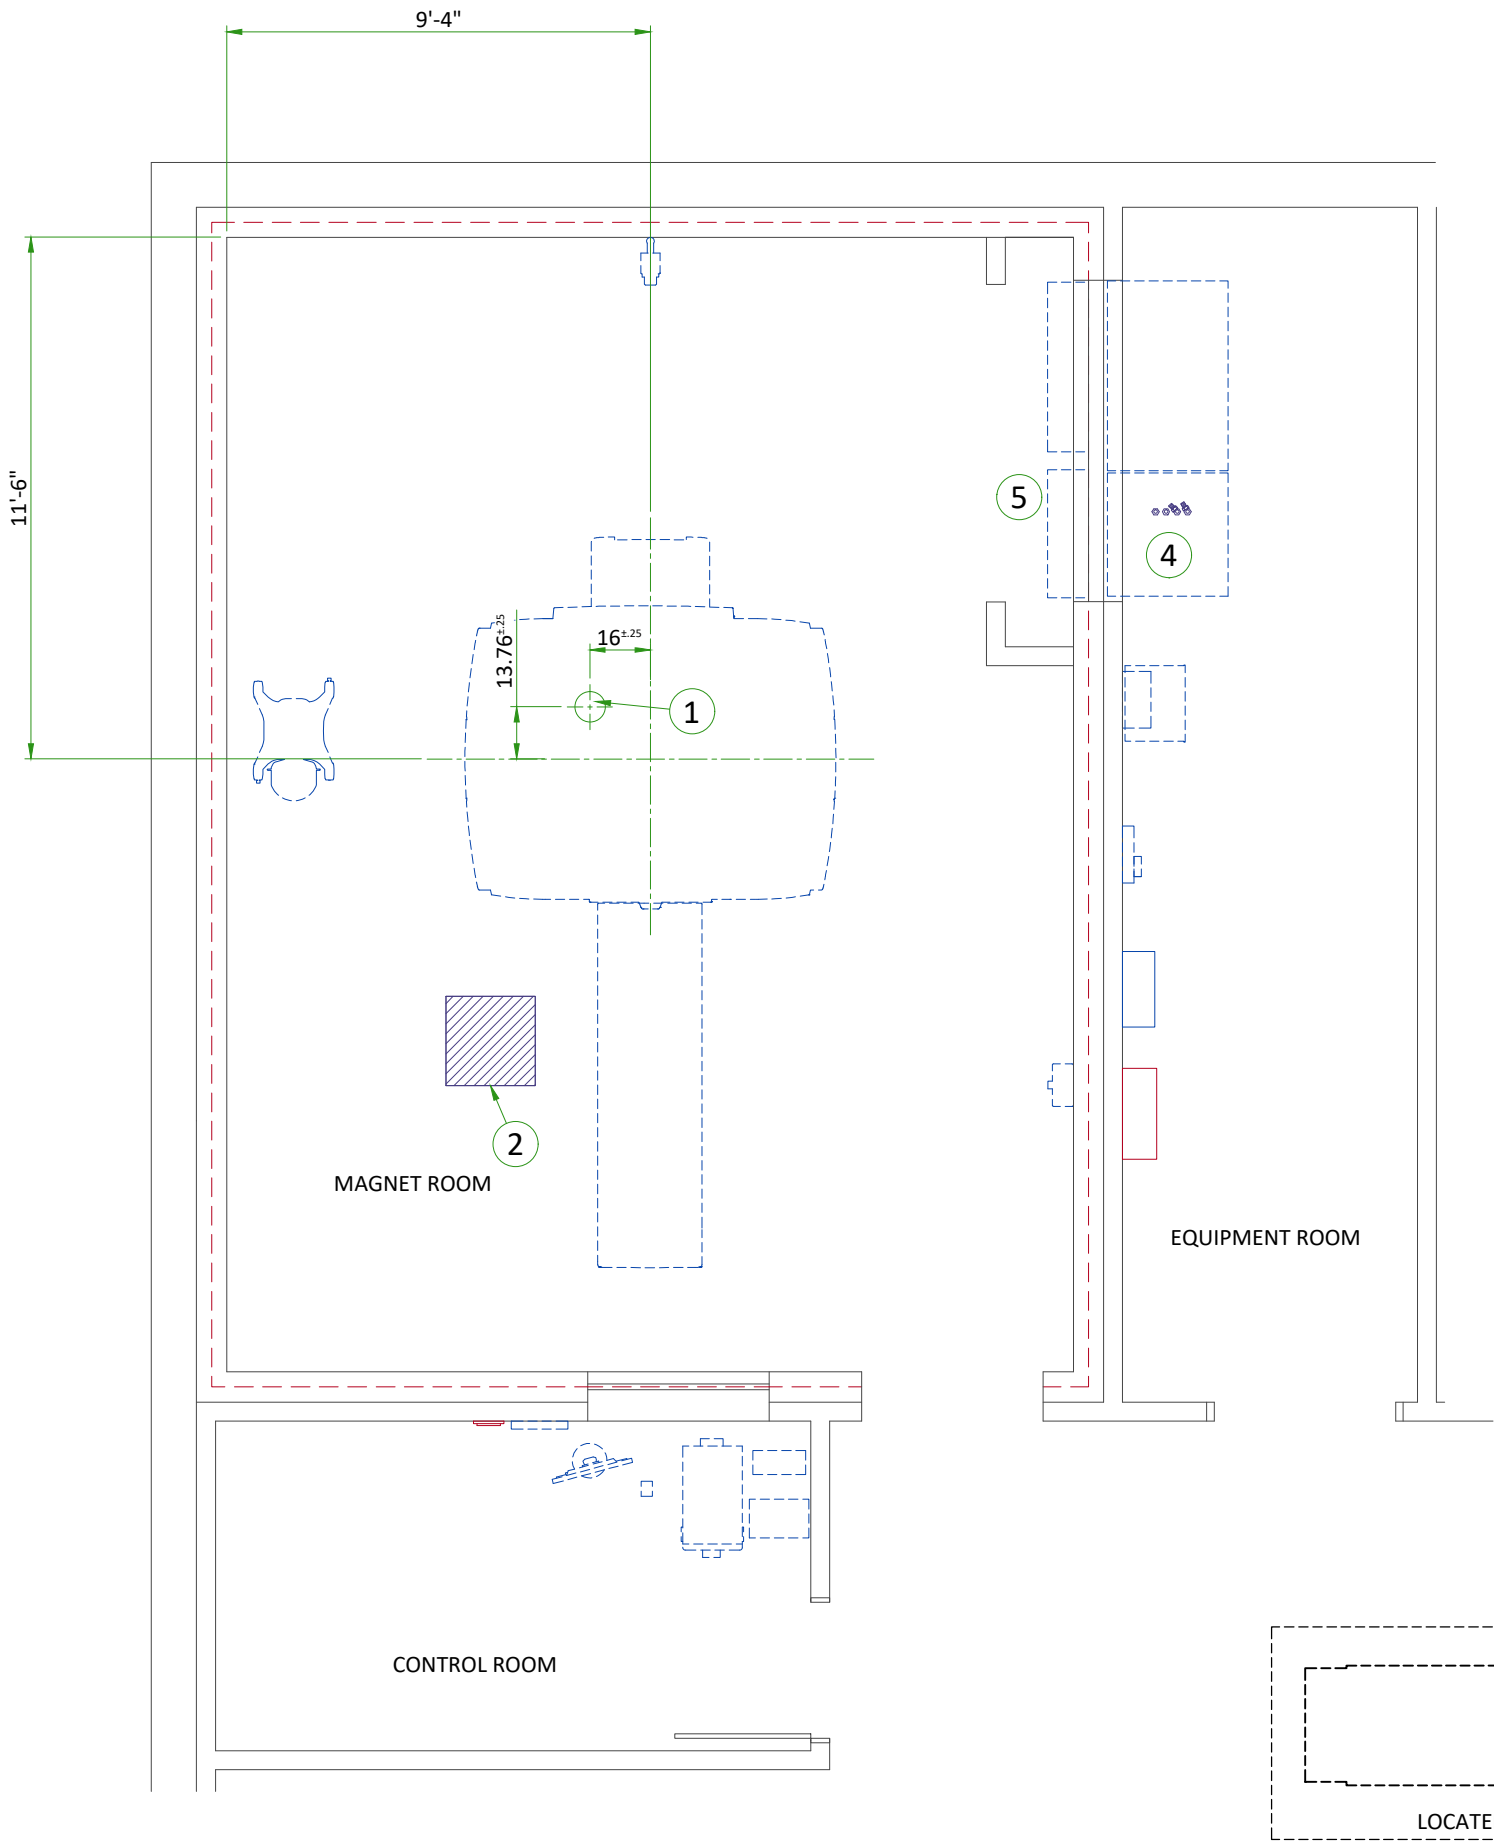 9'-4"
11'-6"
5
4
13.76±.25
16±.25
1
2
MAGNET ROOM
EQUIPMENT ROOM
CONTROL ROOM
LOCATE